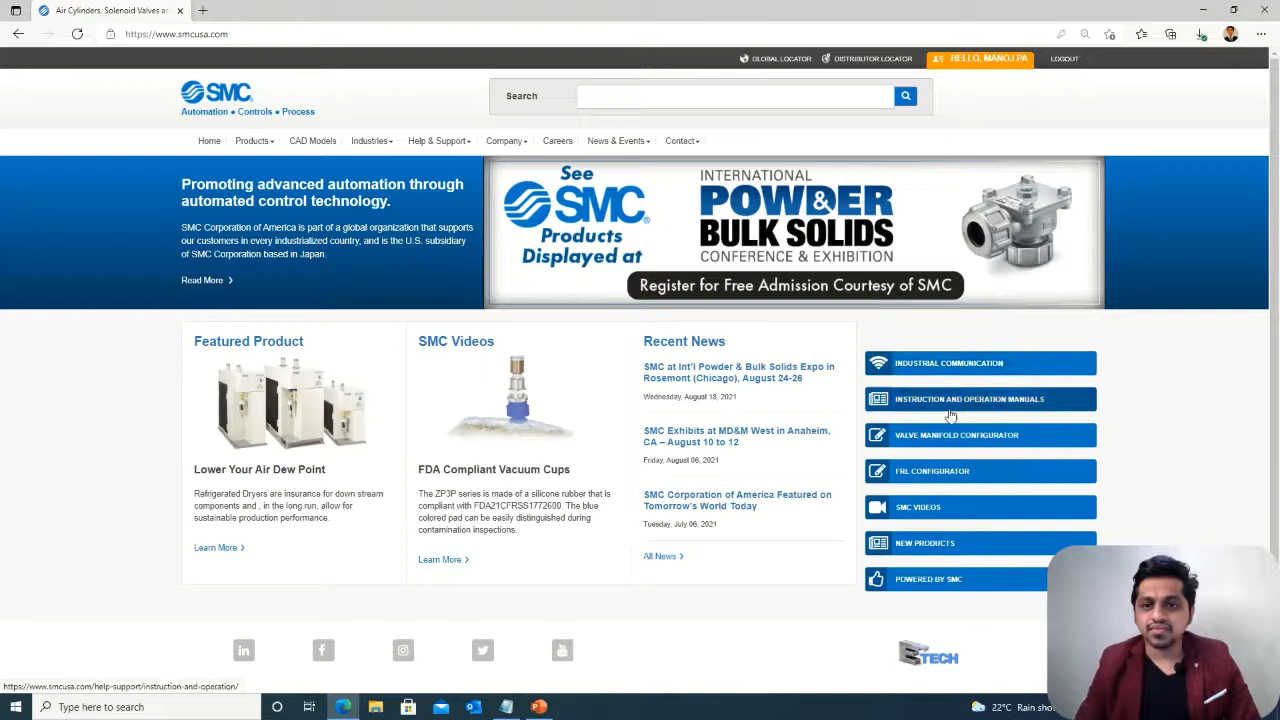 Air Cylinders, Solenoid Valves an
https://www.smcusa.com
GLOBAL LOCATOR
DISTRIBUTOR LOCATOR
HELLO, MANOJ PA
LOGOUT
SMC
Automation • Controls • Process
Search
Home
Products
CAD Models
Industries
Help & Support
Company
Careers
News & Events
Contact
Promoting advanced automation through
automated control technology.
SMC Corporation of America is part of a global organization that supports
our customers in every industrialized country, and is the U.S. subsidiary
of SMC Corporation based in Japan.
Read More
See
SMC
Products
Displayed at
INTERNATIONAL
POWDER
&
BULK SOLIDS
CONFERENCE & EXHIBITION
Register for Free Admission Courtesy of SMC
Featured Product
Lower Your Air Dew Point
Refrigerated Dryers are insurance for down stream
components and , in the long run, allow for
sustainable production performance.
Learn More
SMC Videos
FDA Compliant Vacuum Cups
The ZP3P series is made of a silicone rubber that is
compliant with FDA21CFRSS1772600. The blue
colored pad can be easily distinguished during
contamination inspections.
Learn More
Recent News
SMC at Int'l Powder & Bulk Solids Expo in
Rosemont (Chicago), August 24-26
Wednesday, August 18, 2021
SMC Exhibits at MD&M West in Anaheim,
CA – August 10 to 12
Friday, August 06, 2021
SMC Corporation of America Featured on
Tomorrow's World Today
Tuesday, July 06, 2021
All News
INDUSTRIAL COMMUNICATION
INSTRUCTION AND OPERATION MANUALS
VALVE MANIFOLD CONFIGURATOR
FRL CONFIGURATOR
SMC VIDEOS
NEW PRODUCTS
POWERED BY SMC
ETECH
https://www.smcusa.com/help-support/instruction-and-operation/
Type here to search
22°C Rain sho